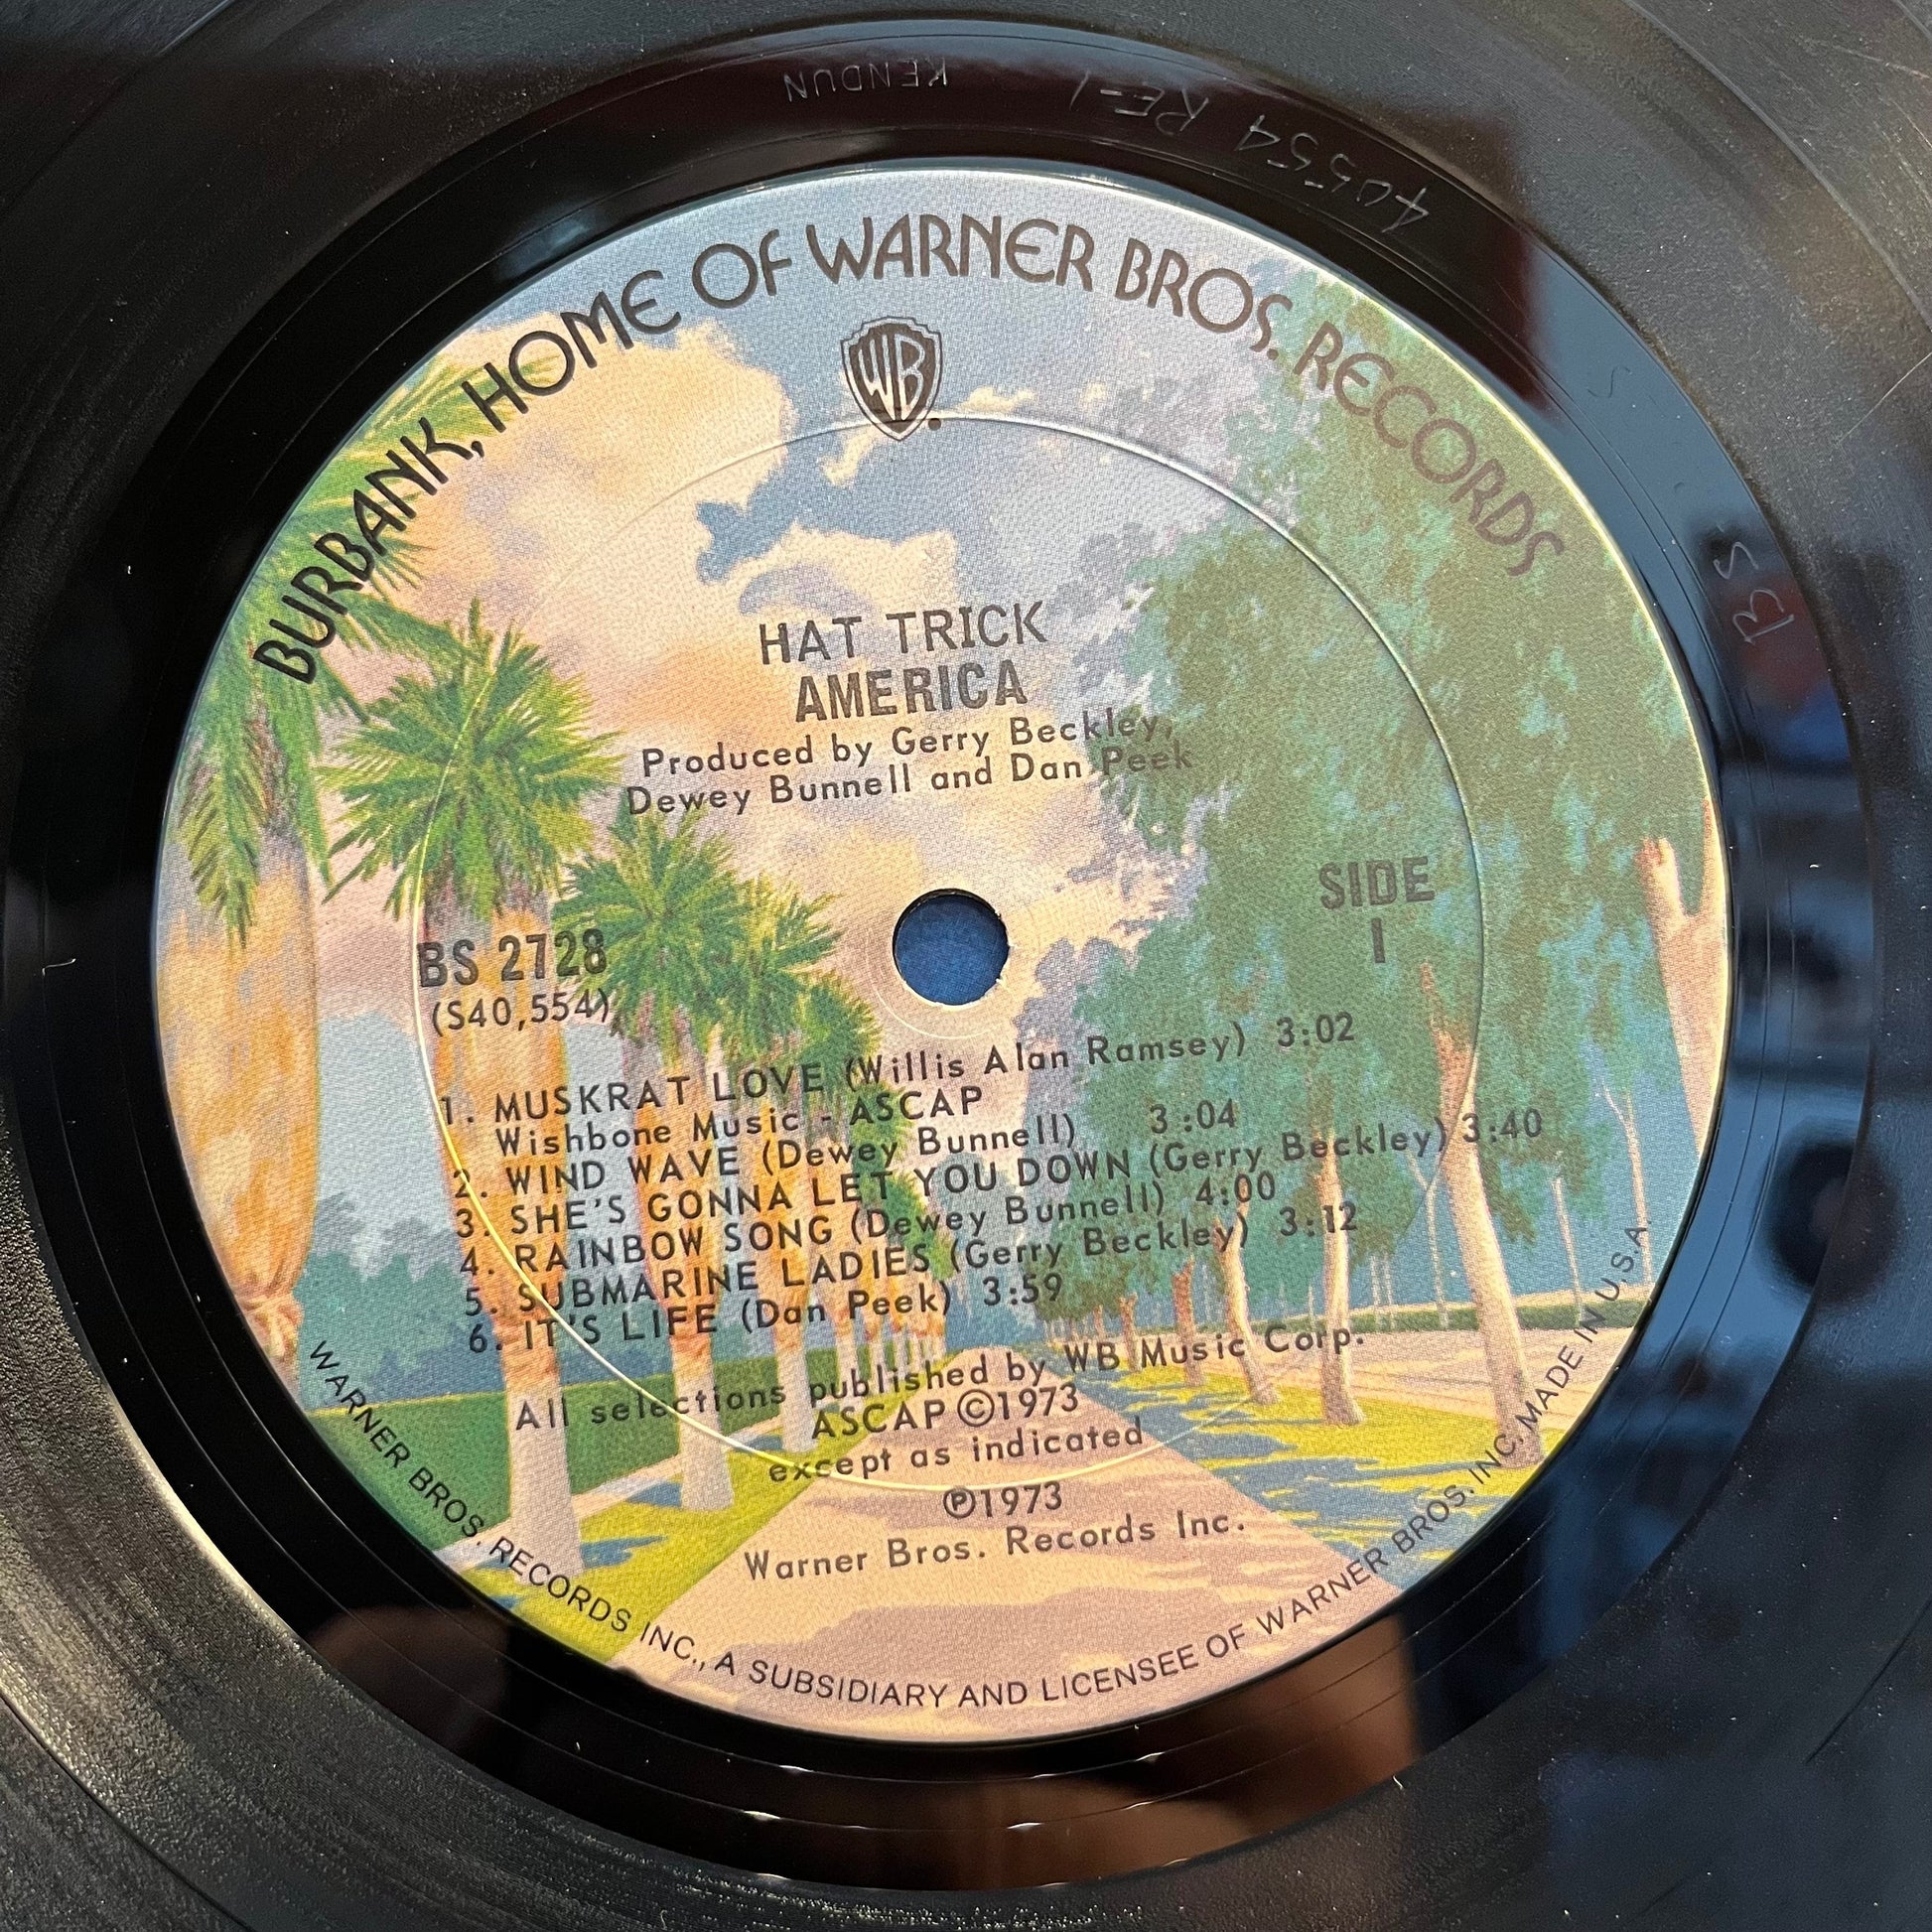 KENDUN
40554 RE-1
BS
BURBANK, HOME OF WARNER BROS. RECORDS
WB
HAT TRICK
AMERICA
Produced by Gerry Beckley,
Dewey Bunnell and Dan Peek
SIDE
1
BS 2728
(S40,554)
1. MUSKRAT LOVE (Willis Alan Ramsey) 3:02
Wishbone Music - ASCAP
2. WIND WAVE (Dewey Bunnell) 3:04
3. SHE'S GONNA LET YOU DOWN (Gerry Beckley) 3:40
4. RAINBOW SONG (Dewey Bunnell) 4:00
5. SUBMARINE LADIES (Gerry Beckley) 3:12
6. IT'S LIFE (Dan Peek) 3:59
All selections published by WB Music Corp.
ASCAP ©1973
except as indicated
℗1973
Warner Bros. Records Inc.
WARNER BROS. RECORDS INC., A SUBSIDIARY AND LICENSEE OF WARNER BROS. INC. MADE IN U.S.A.